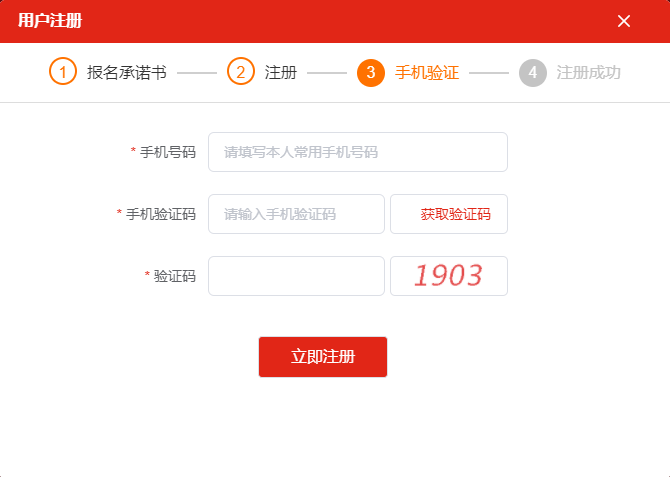 用户注册
1 报名承诺书 2 注册 3 手机验证 4 注册成功
* 手机号码 请填写本人常用手机号码
* 手机验证码 请输入手机验证码 获取验证码
* 验证码 1903
立即注册